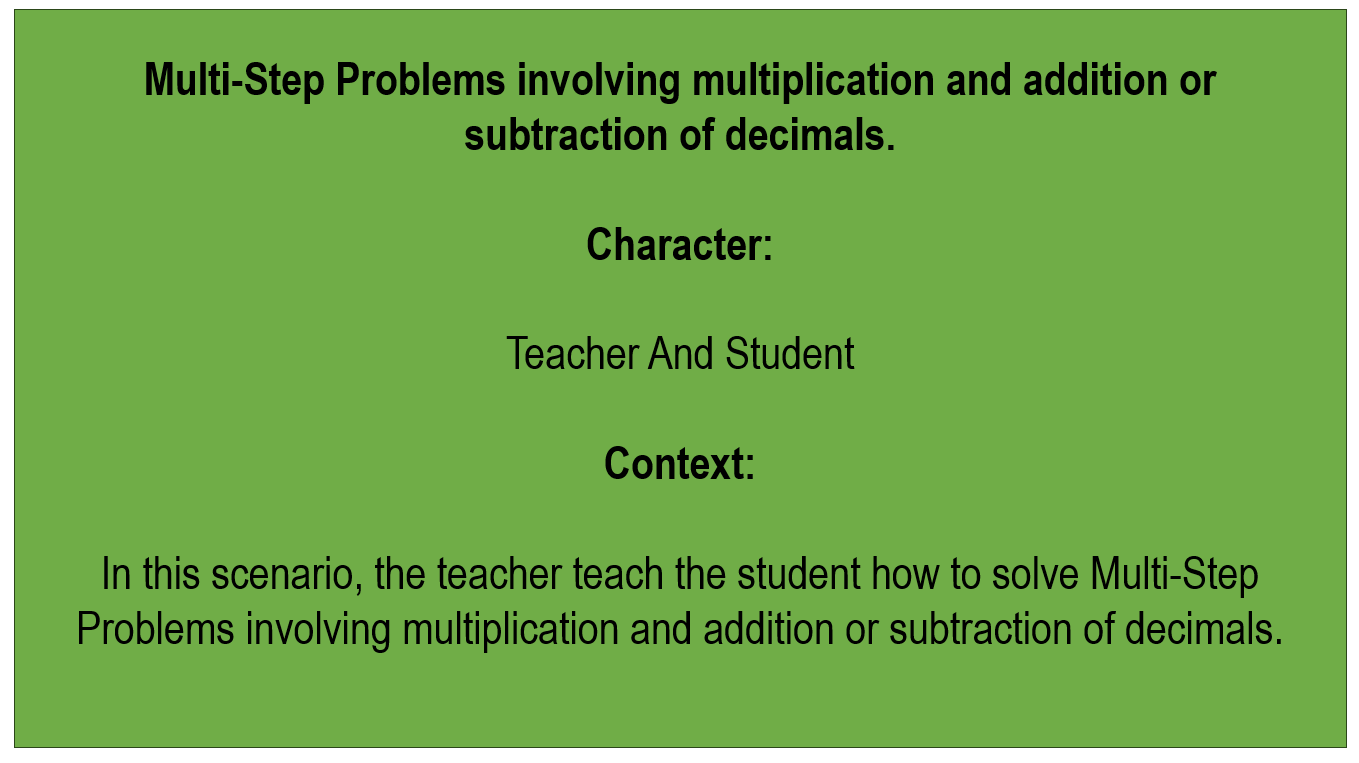 Multi-Step Problems involving multiplication and addition or
subtraction of decimals.
Character:
Teacher And Student
Context:
In this scenario, the teacher teach the student how to solve Multi-Step
Problems involving multiplication and addition or subtraction of decimals.